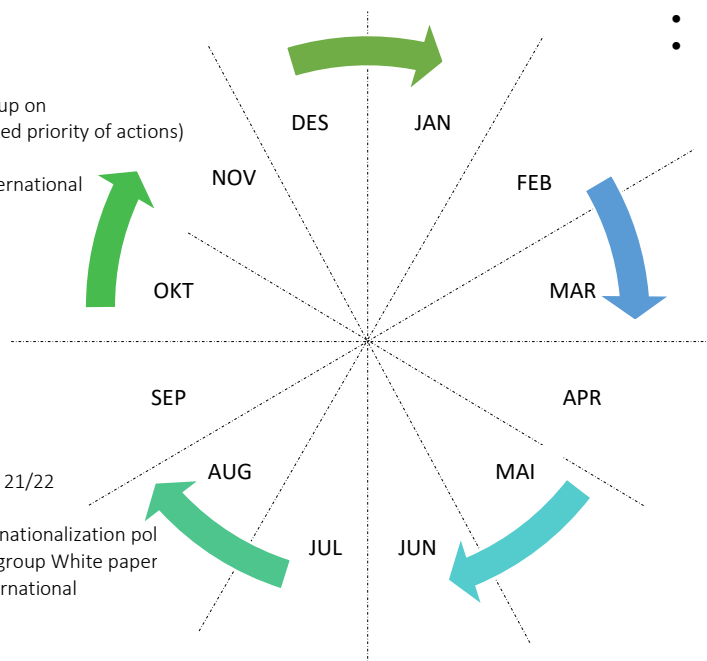 up on
ed priority of actions)
ernational
DES
JAN
NOV
FEB
OKT
MAR
SEP
APR
AUG
MAI
JUL
JUN
21/22
nationalization pol
group White paper
ernational